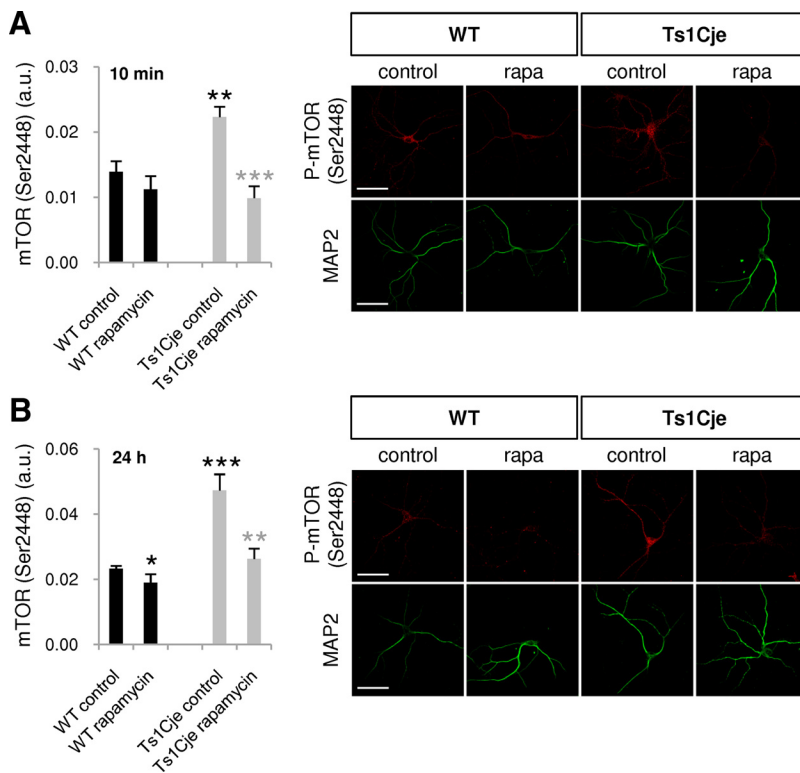 A
0.03
0.02
0.01
0.00
mTOR (Ser2448) (a.u.)
10 min
**
***
WT control
WT rapamycin
Ts1Cje control
Ts1Cje rapamycin
WT
Ts1Cje
control
rapa
control
rapa
P-mTOR
(Ser2448)
MAP2
B
0.06
0.04
0.02
0.00
mTOR (Ser2448) (a.u.)
24 h
*
***
**
WT control
WT rapamycin
Ts1Cje control
Ts1Cje rapamycin
WT
Ts1Cje
control
rapa
control
rapa
P-mTOR
(Ser2448)
MAP2